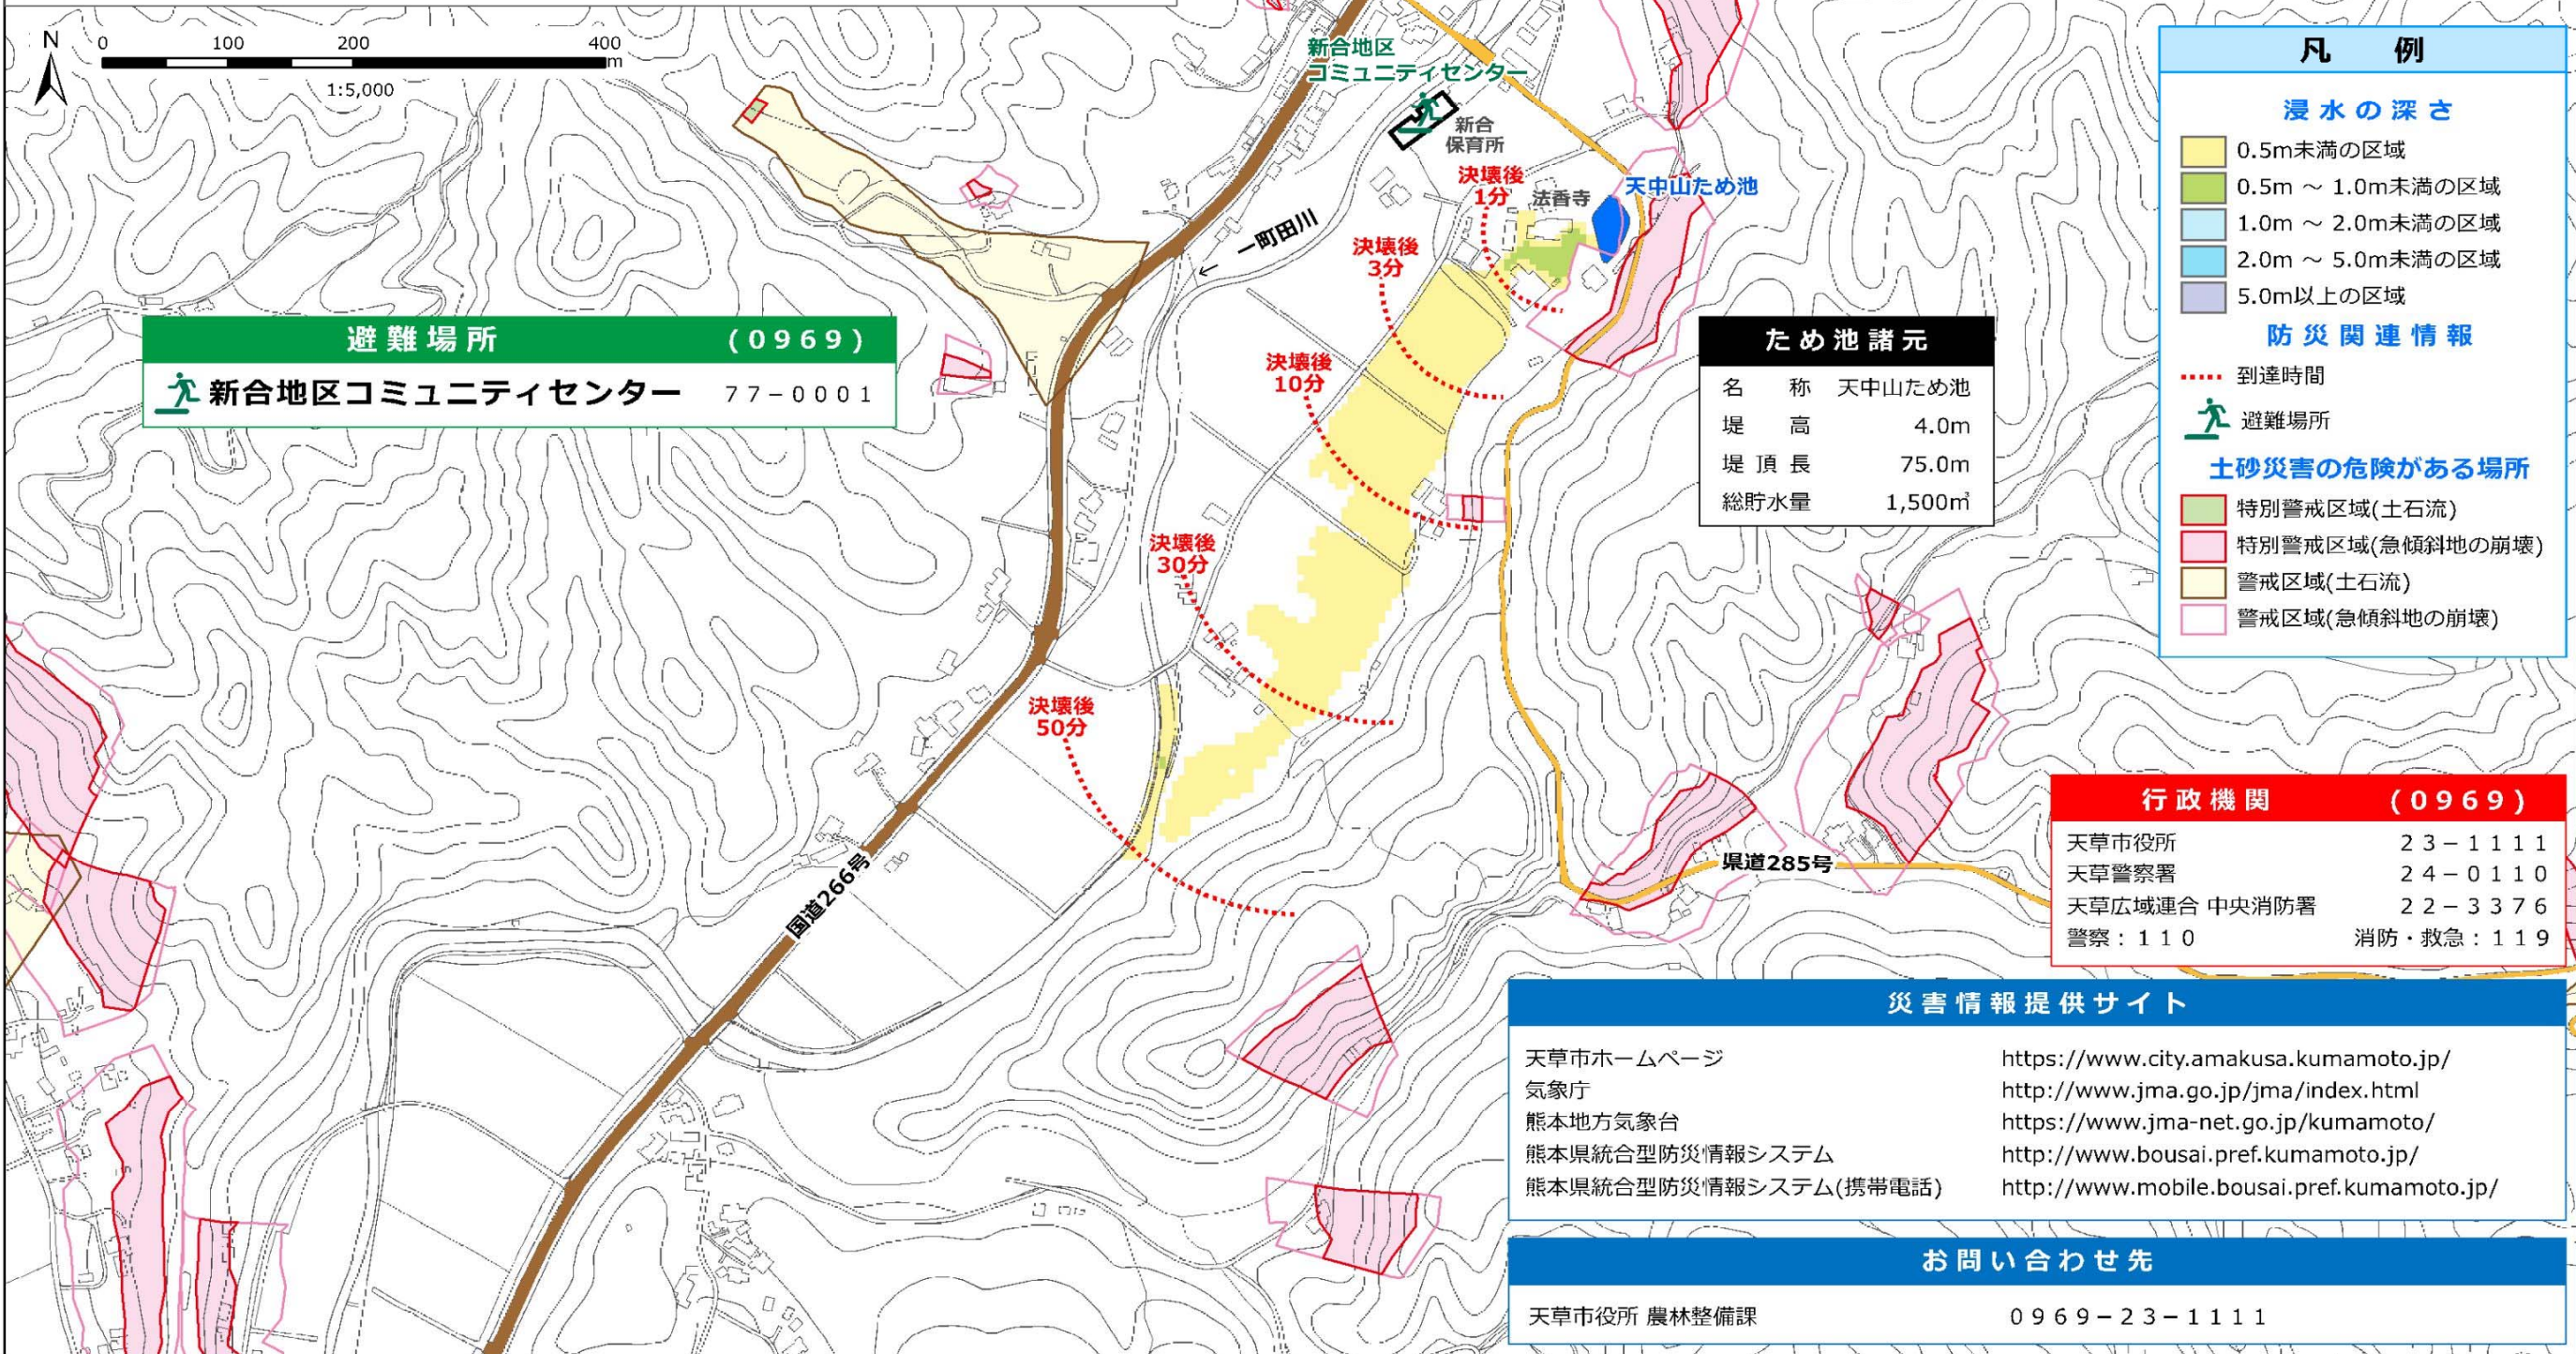 N
0 100 200 400
m
1:5,000
新合地区
コミュニティセンター
新合
保育所
決壊後
1分
法香寺
天中山ため池
一町田川
決壊後
3分
決壊後
10分
決壊後
30分
決壊後
50分
国道266号
県道285号
避難場所 (0969)
新合地区コミュニティセンター 77-0001
ため池諸元
名称 天中山ため池
堤高 4.0m
堤頂長 75.0m
総貯水量 1,500㎥
凡例
浸水の深さ
0.5m未満の区域
0.5m ～ 1.0m未満の区域
1.0m ～ 2.0m未満の区域
2.0m ～ 5.0m未満の区域
5.0m以上の区域
防災関連情報
到達時間
避難場所
土砂災害の危険がある場所
特別警戒区域(土石流)
特別警戒区域(急傾斜地の崩壊)
警戒区域(土石流)
警戒区域(急傾斜地の崩壊)
行政機関 (0969)
天草市役所 23-1111
天草警察署 24-0110
天草広域連合 中央消防署 22-3376
警察：110 消防・救急：119
災害情報提供サイト
天草市ホームページ https://www.city.amakusa.kumamoto.jp/
気象庁 http://www.jma.go.jp/jma/index.html
熊本地方気象台 https://www.jma-net.go.jp/kumamoto/
熊本県統合型防災情報システム http://www.bousai.pref.kumamoto.jp/
熊本県統合型防災情報システム(携帯電話) http://www.mobile.bousai.pref.kumamoto.jp/
お問い合わせ先
天草市役所 農林整備課 0969-23-1111